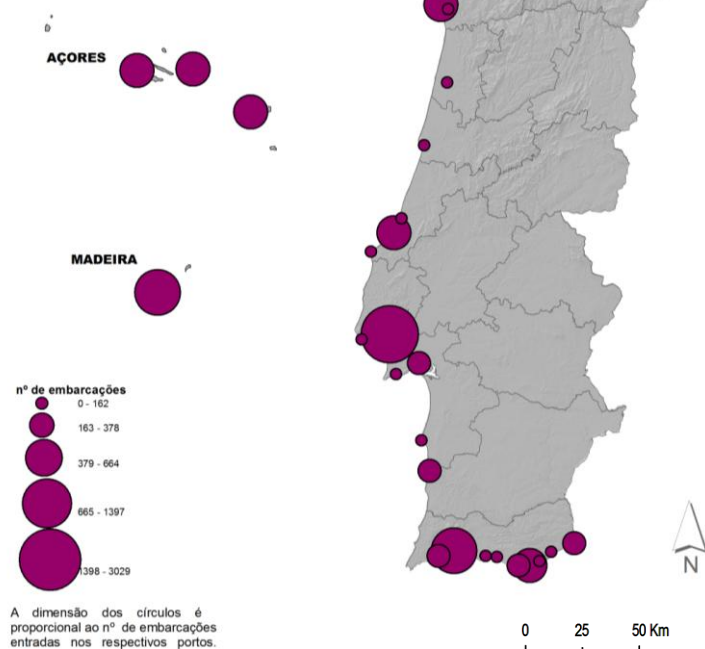 AÇORES
MADEIRA
nº de embarcações
0 - 162
163 - 378
379 - 664
665 - 1397
1398 - 3029
A dimensão dos círculos é
proporcional ao nº de embarcações
entradas nos respectivos portos.
N
0 25 50 Km